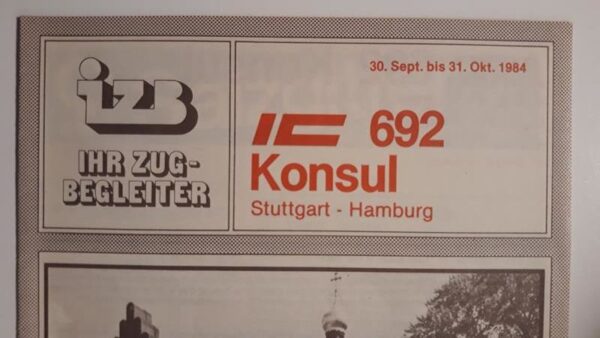 izb
IHR ZUG-
BEGLEITER
30. Sept. bis 31. Okt. 1984
IC 692
Konsul
Stuttgart - Hamburg